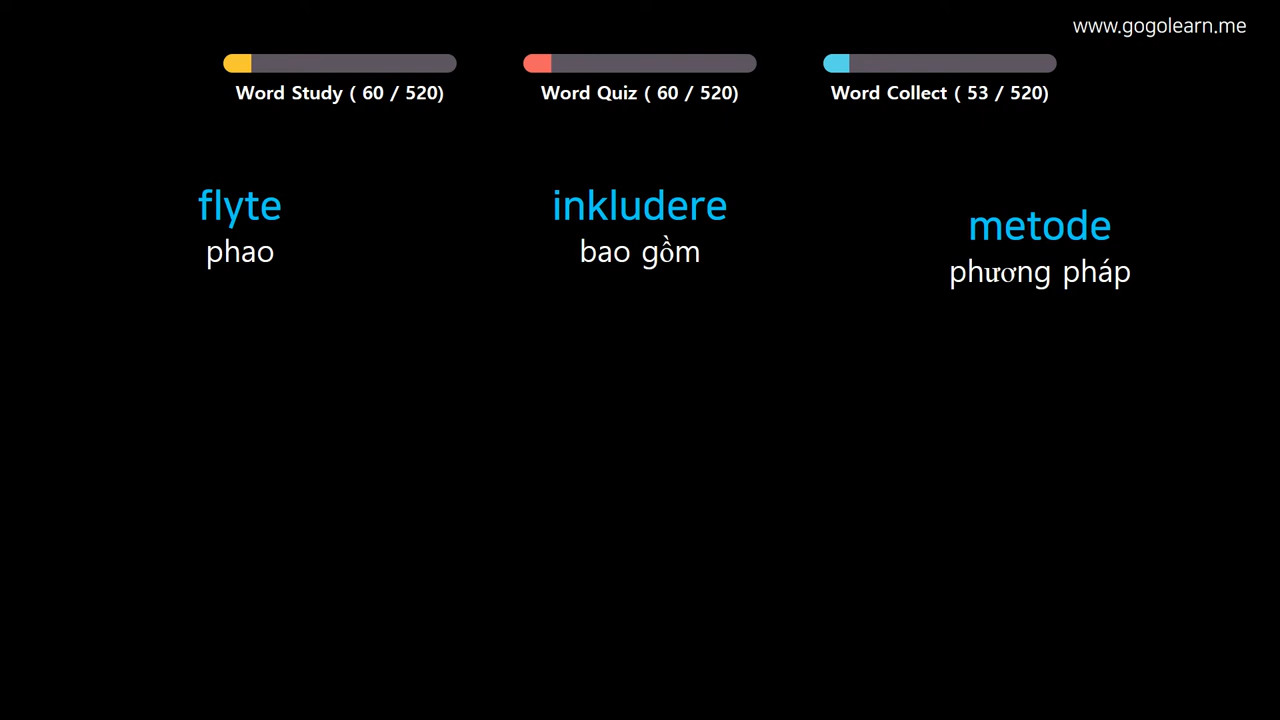 www.gogolearn.me
Word Study ( 60 / 520)
Word Quiz ( 60 / 520)
Word Collect ( 53 / 520)
flyte
phao
inkludere
bao gồm
metode
phương pháp